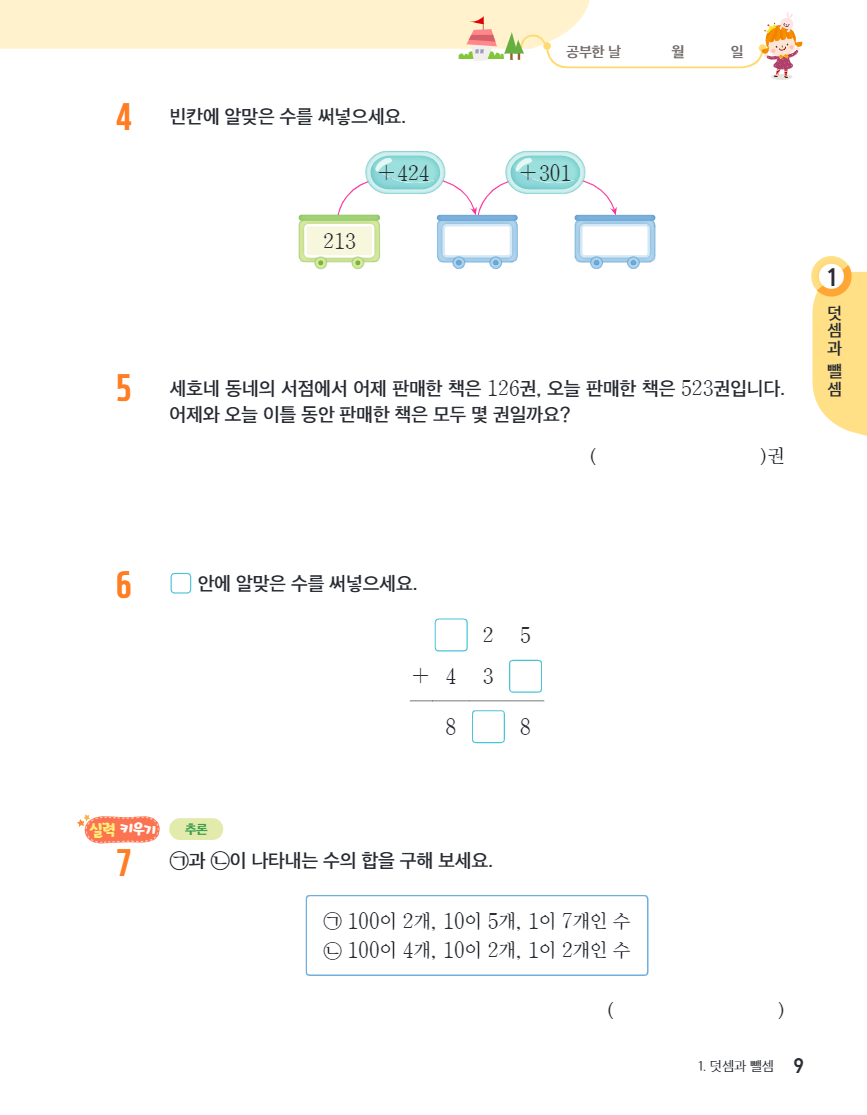 공부한 날 월 일
4 빈칸에 알맞은 수를 써넣으세요.
+424 +301
213
1
덧셈과 뺄셈
5 세호네 동네의 서점에서 어제 판매한 책은 126권, 오늘 판매한 책은 523권입니다.
어제와 오늘 이틀 동안 판매한 책은 모두 몇 권일까요?
( )권
6 □ 안에 알맞은 수를 써넣으세요.
□ 2 5
+ 4 3 □
8 □ 8
실력 키우기 추론
7 ㉠과 ㉡이 나타내는 수의 합을 구해 보세요.
㉠ 100이 2개, 10이 5개, 1이 7개인 수
㉡ 100이 4개, 10이 2개, 1이 2개인 수
( )
1. 덧셈과 뺄셈 9